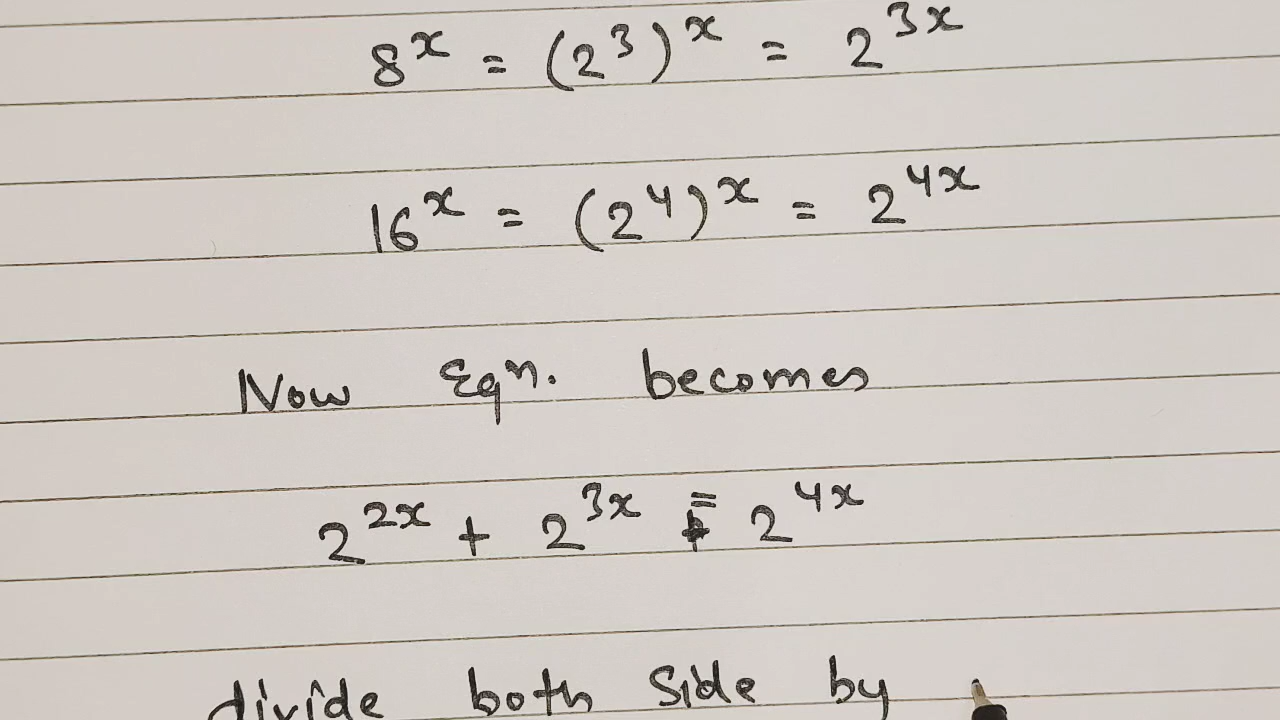 8^x = (2^3)^x = 2^{3x}
16^x = (2^4)^x = 2^{4x}
Now Eqn. becomes
2^{2x} + 2^{3x} = 2^{4x}
divide both side by